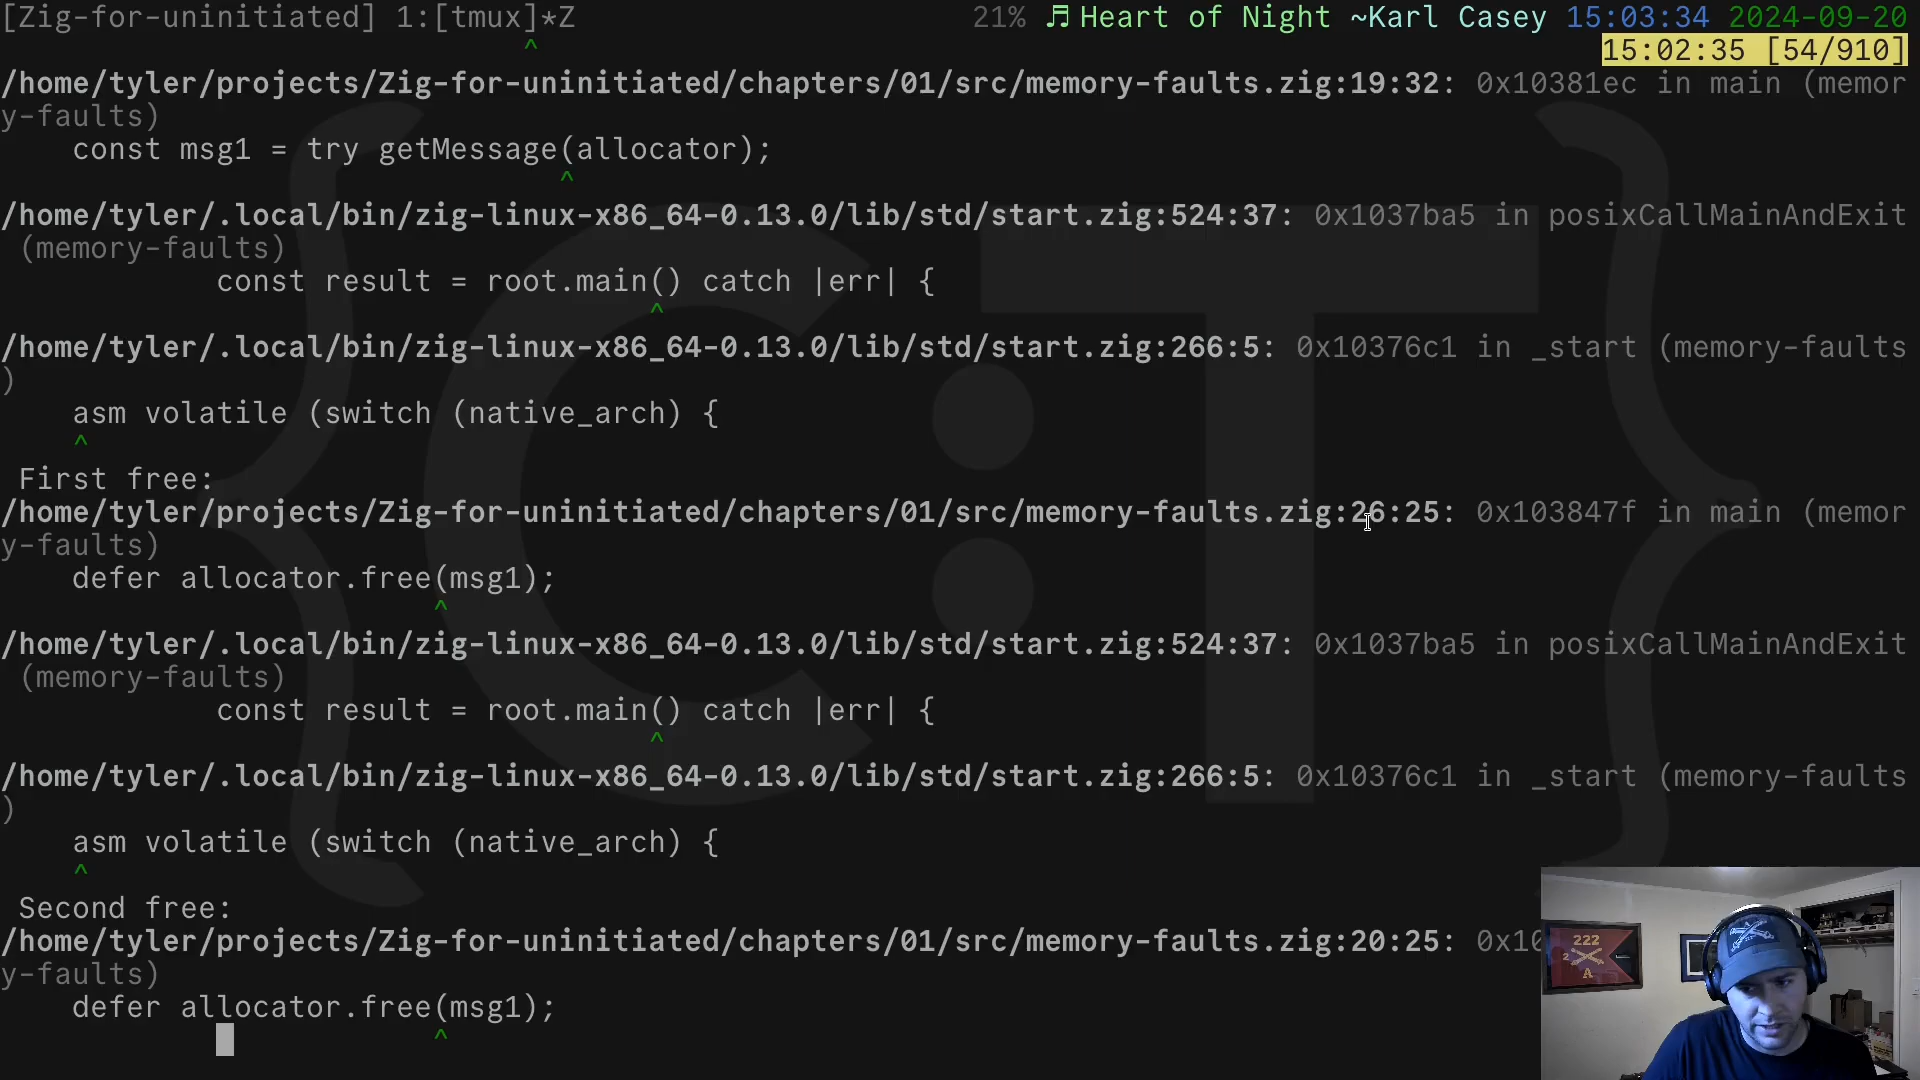 [Zig-for-uninitiated] 1:[tmux]*Z 21% ♬ Heart of Night ~Karl Casey 15:03:34 2024-09-20
^ 15:02:35 [54/910]
/home/tyler/projects/Zig-for-uninitiated/chapters/01/src/memory-faults.zig:19:32: 0x10381ec in main (memor
y-faults)
    const msg1 = try getMessage(allocator);
^
/home/tyler/.local/bin/zig-linux-x86_64-0.13.0/lib/std/start.zig:524:37: 0x1037ba5 in posixCallMainAndExit
 (memory-faults)
            const result = root.main() catch |err| {
^
/home/tyler/.local/bin/zig-linux-x86_64-0.13.0/lib/std/start.zig:266:5: 0x10376c1 in _start (memory-faults
)
    asm volatile (switch (native_arch) {
    ^
 First free:
/home/tyler/projects/Zig-for-uninitiated/chapters/01/src/memory-faults.zig:26:25: 0x103847f in main (memor
y-faults)
    defer allocator.free(msg1);
^
/home/tyler/.local/bin/zig-linux-x86_64-0.13.0/lib/std/start.zig:524:37: 0x1037ba5 in posixCallMainAndExit
 (memory-faults)
            const result = root.main() catch |err| {
^
/home/tyler/.local/bin/zig-linux-x86_64-0.13.0/lib/std/start.zig:266:5: 0x10376c1 in _start (memory-faults
)
    asm volatile (switch (native_arch) {
    ^
 Second free:
/home/tyler/projects/Zig-for-uninitiated/chapters/01/src/memory-faults.zig:20:25: 0x10
y-faults)
    defer allocator.free(msg1);
^
222
2
A